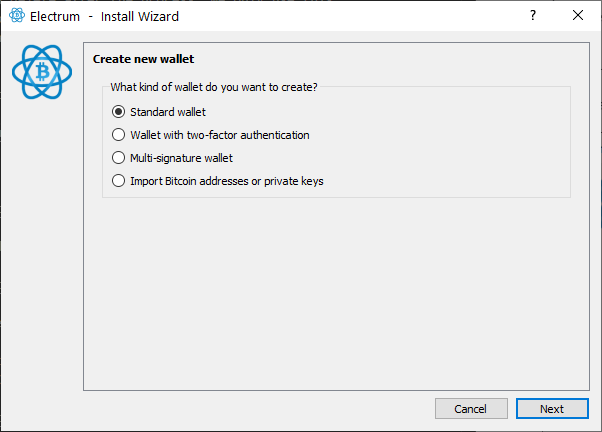 Electrum - Install Wizard
?
Create new wallet
What kind of wallet do you want to create?
Standard wallet
Wallet with two-factor authentication
Multi-signature wallet
Import Bitcoin addresses or private keys
Cancel
Next